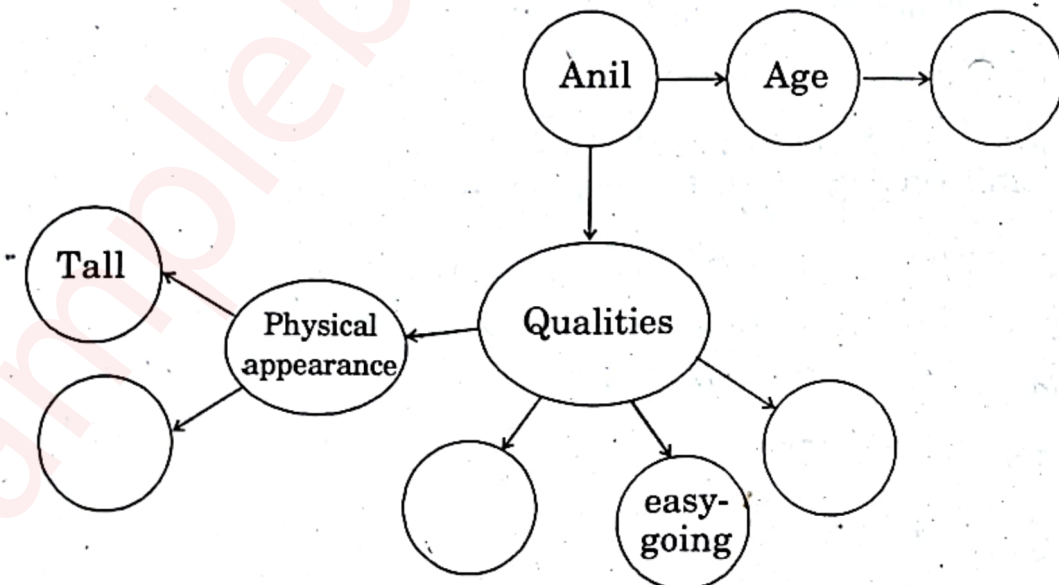 Anil
Age
Tall
Physical
appearance
Qualities
easy-
going